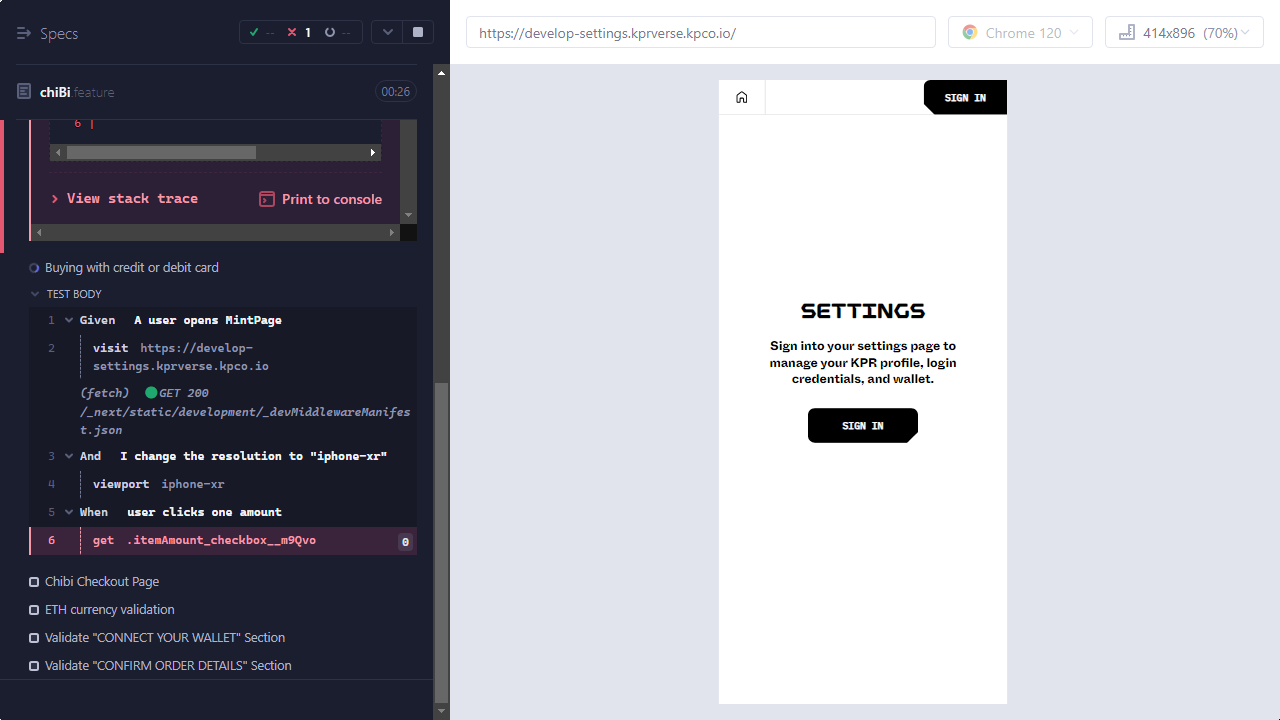 Specs
-- 1 --
chiBi.feature 00:26
6 |
View stack trace Print to console
Buying with credit or debit card
TEST BODY
1 Given A user opens MintPage
2 visit https://develop-
settings.kprverse.kpco.io
(fetch) GET 200
/_next/static/development/_devMiddlewareManifes
t.json
3 And I change the resolution to "iphone-xr"
4 viewport iphone-xr
5 When user clicks one amount
6 get .itemAmount_checkbox__m9Qvo 0
Chibi Checkout Page
ETH currency validation
Validate "CONNECT YOUR WALLET" Section
Validate "CONFIRM ORDER DETAILS" Section
https://develop-settings.kprverse.kpco.io/
Chrome 120
414x896 (70%)
SIGN IN
SETTINGS
Sign into your settings page to
manage your KPR profile, login
credentials, and wallet.
SIGN IN